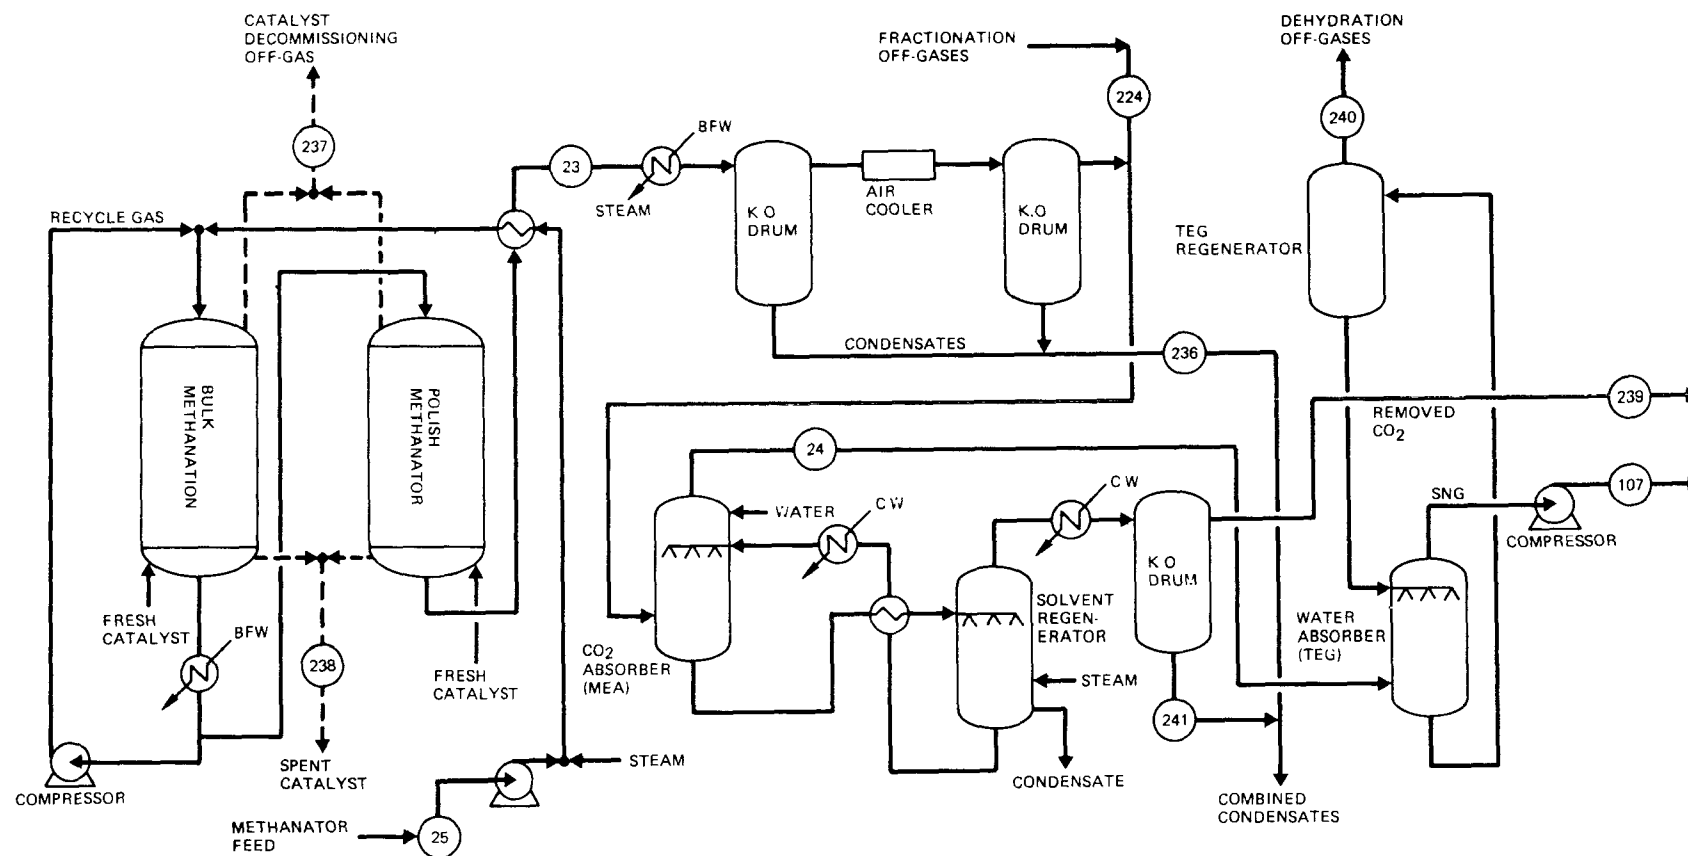 CATALYST
DECOMMISSIONING
OFF-GAS
237
RECYCLE GAS
BULK
METHANATION
POLISH
METHANATOR
FRESH
CATALYST
BFW
238
SPENT
CATALYST
FRESH
CATALYST
COMPRESSOR
METHANATOR
FEED
25
STEAM
23
BFW
STEAM
K O
DRUM
AIR
COOLER
K.O
DRUM
FRACTIONATION
OFF-GASES
224
CONDENSATES
236
DEHYDRATION
OFF-GASES
240
TEG
REGENERATOR
REMOVED
CO2
239
24
WATER
CW
CO2
ABSORBER
(MEA)
SOLVENT
REGEN-
ERATOR
STEAM
CONDENSATE
CW
K O
DRUM
241
COMBINED
CONDENSATES
WATER
ABSORBER
(TEG)
SNG
107
COMPRESSOR